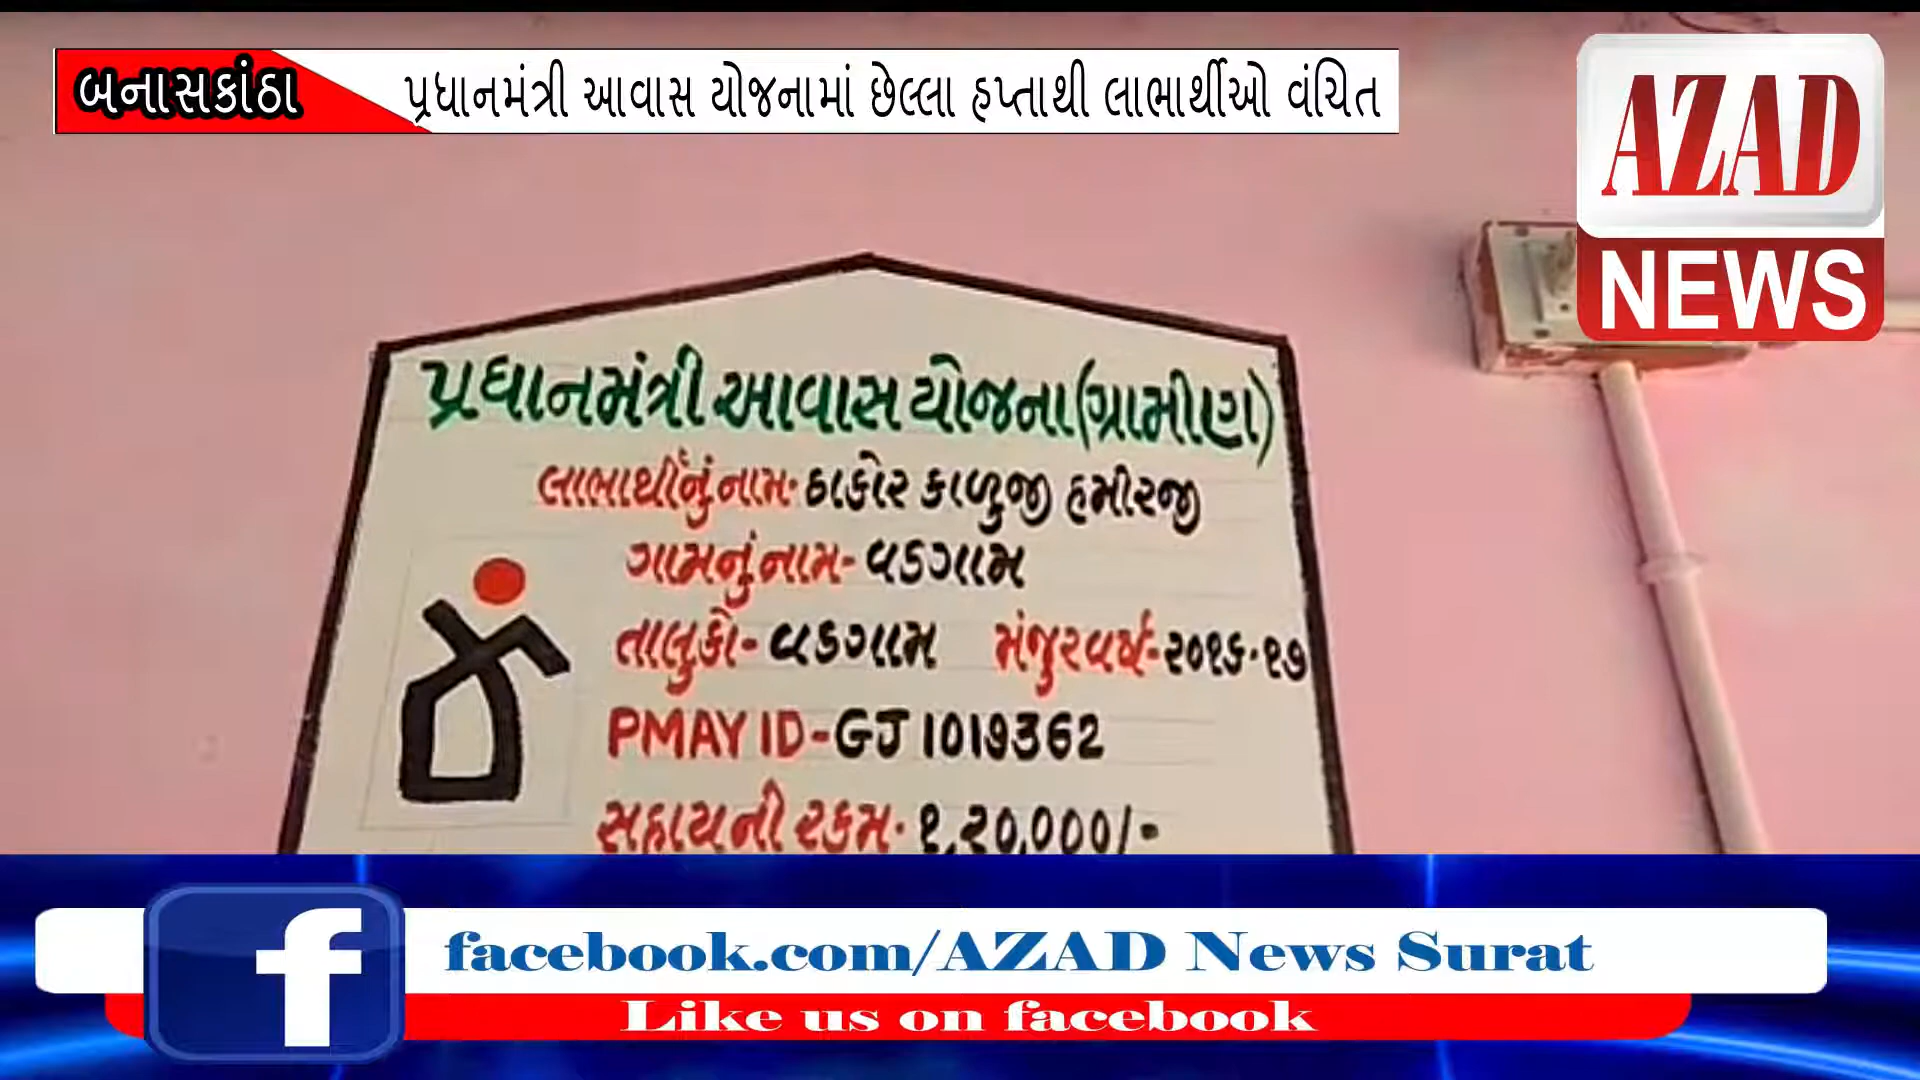 બનાસકાંઠા
પ્રધાનમંત્રી આવાસ યોજનામાં છેલ્લા હપ્તાથી લાભાર્થીઓ વંચિત
AZAD
NEWS
પ્રધાનમંત્રી આવાસ યોજના(ગ્રામીણ)
લાભાર્થીનું નામ- ઠાકોર કાળુજી હમીરજી
ગામનું નામ- વડગામ
તાલુકો- વડગામ મંજુરવર્ષ- ૨૦૧૬-૧૭
PMAY ID-GJ 1019362
સહાયની રકમ- ૧,૨૦,૦૦૦/-
facebook.com/AZAD News Surat
Like us on facebook